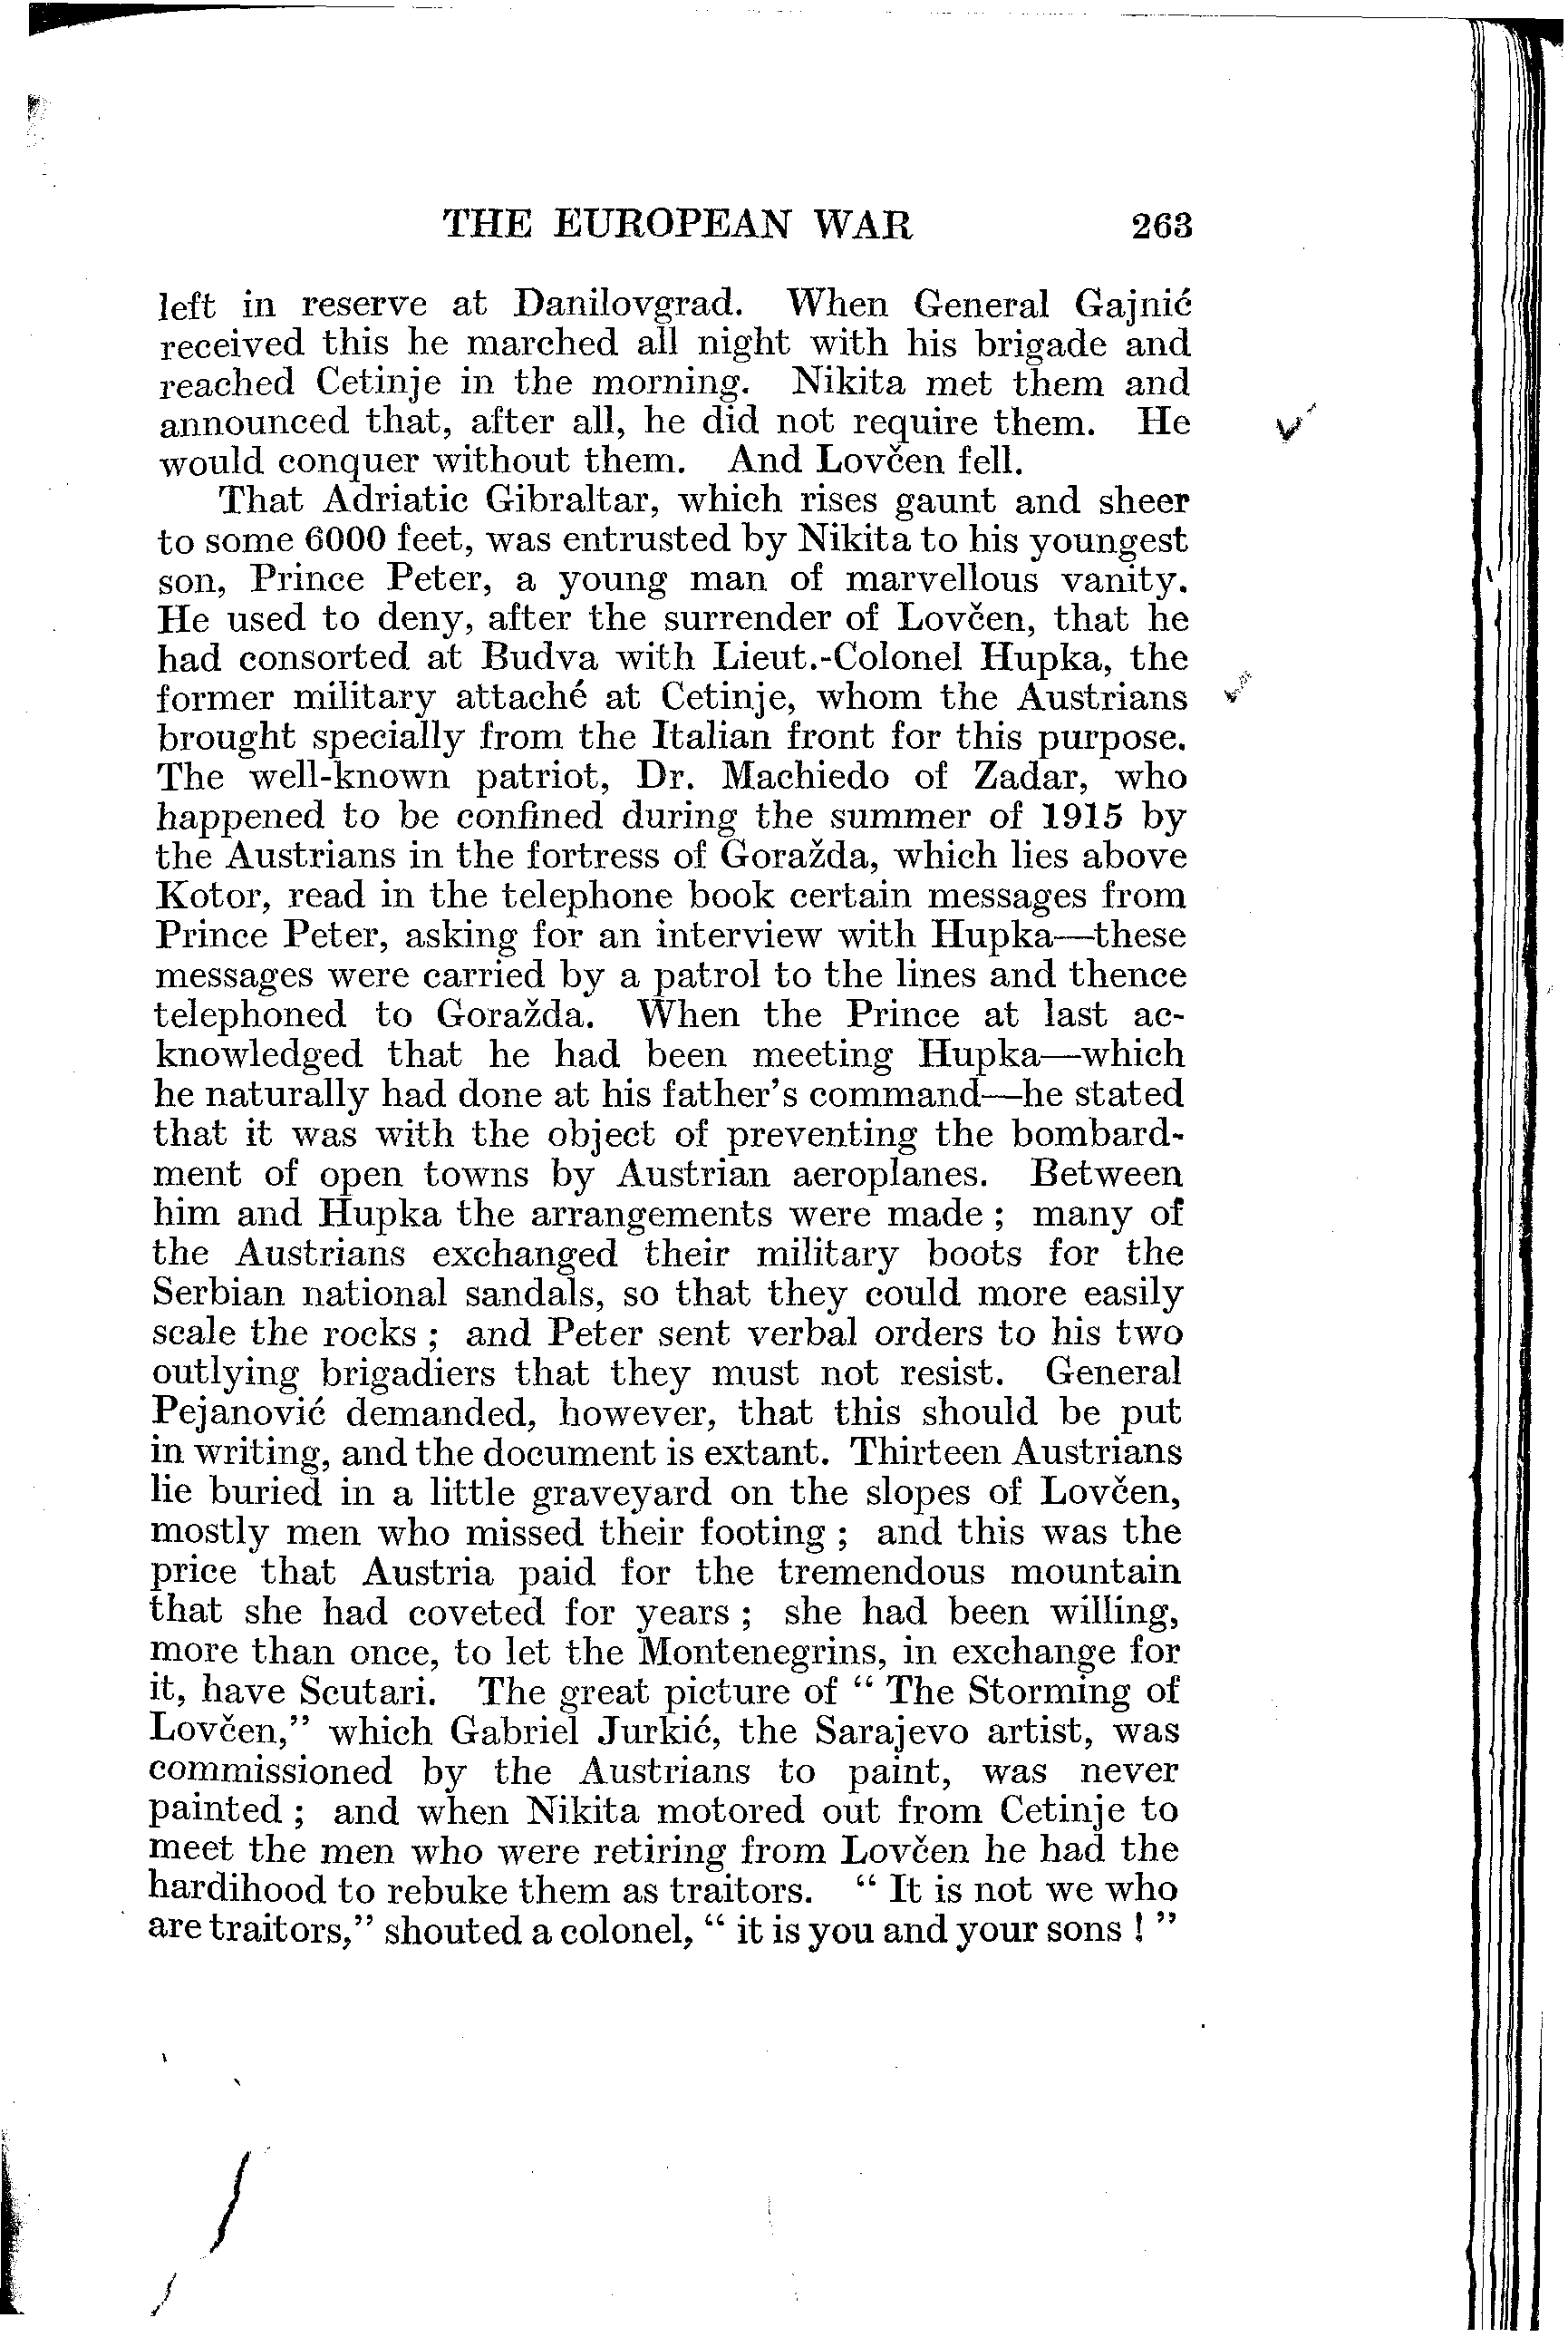 THE EUROPEAN WAR 263
left in reserve at Danilovgrad. When General Gajnić
received this he marched all night with his brigade and
reached Cetinje in the morning. Nikita met them and
announced that, after all, he did not require them. He
would conquer without them. And Lovčen fell.
That Adriatic Gibraltar, which rises gaunt and sheer
to some 6000 feet, was entrusted by Nikita to his youngest
son, Prince Peter, a young man of marvellous vanity.
He used to deny, after the surrender of Lovčen, that he
had consorted at Budva with Lieut.-Colonel Hupka, the
former military attaché at Cetinje, whom the Austrians
brought specially from the Italian front for this purpose.
The well-known patriot, Dr. Machiedo of Zadar, who
happened to be confined during the summer of 1915 by
the Austrians in the fortress of Goražda, which lies above
Kotor, read in the telephone book certain messages from
Prince Peter, asking for an interview with Hupka—these
messages were carried by a patrol to the lines and thence
telephoned to Goražda. When the Prince at last ac-
knowledged that he had been meeting Hupka—which
he naturally had done at his father's command—he stated
that it was with the object of preventing the bombard-
ment of open towns by Austrian aeroplanes. Between
him and Hupka the arrangements were made ; many of
the Austrians exchanged their military boots for the
Serbian national sandals, so that they could more easily
scale the rocks ; and Peter sent verbal orders to his two
outlying brigadiers that they must not resist. General
Pejanović demanded, however, that this should be put
in writing, and the document is extant. Thirteen Austrians
lie buried in a little graveyard on the slopes of Lovčen,
mostly men who missed their footing ; and this was the
price that Austria paid for the tremendous mountain
that she had coveted for years ; she had been willing,
more than once, to let the Montenegrins, in exchange for
it, have Scutari. The great picture of " The Storming of
Lovčen," which Gabriel Jurkić, the Sarajevo artist, was
commissioned by the Austrians to paint, was never
painted ; and when Nikita motored out from Cetinje to
meet the men who were retiring from Lovčen he had the
hardihood to rebuke them as traitors. " It is not we who
are traitors," shouted a colonel, " it is you and your sons ! "